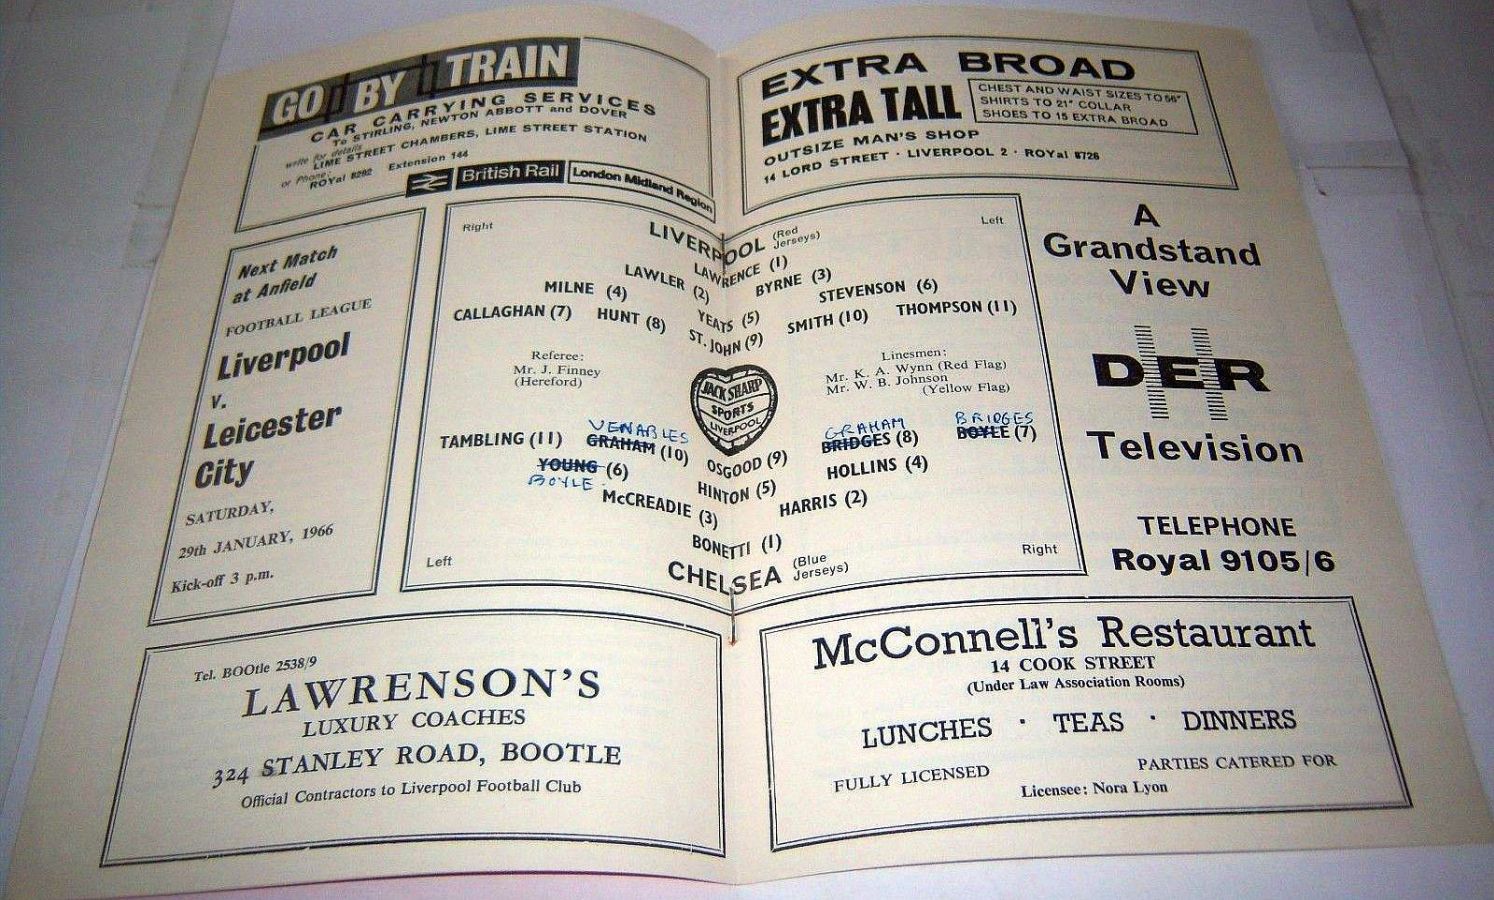 GO BY TRAIN
CAR CARRYING SERVICES
To STIRLING, NEWTON ABBOTT and DOVER
write for details
LIME STREET CHAMBERS, LIME STREET STATION
or Phone:
ROYal 8292 Extension 144
British Rail London Midland Region
EXTRA BROAD
EXTRA TALL
CHEST AND WAIST SIZES TO 56"
SHIRTS TO 21" COLLAR
SHOES TO 15 EXTRA BROAD
OUTSIZE MAN'S SHOP
14 LORD STREET · LIVERPOOL 2 · ROYal 8726
Next Match
at Anfield
FOOTBALL LEAGUE
Liverpool
v.
Leicester
City
SATURDAY,
29th JANUARY, 1966
Kick-off 3 p.m.
Right
Left
LIVERPOOL (Red Jerseys)
LAWRENCE (1)
LAWLER (2) BYRNE (3)
MILNE (4) YEATS (5) STEVENSON (6)
CALLAGHAN (7) HUNT (8) ST. JOHN (9) SMITH (10) THOMPSON (11)
Referee:
Mr. J. Finney
(Hereford)
JACK SHARP
SPORTS
LIVERPOOL
Linesmen:
Mr. K. A. Wynn (Red Flag)
Mr. W. B. Johnson
(Yellow Flag)
VENABLES GRAHAM BRIDGES
TAMBLING (11) GRAHAM (10) OSGOOD (9) BRIDGES (8) BOYLE (7)
YOUNG (6) HINTON (5) HOLLINS (4)
BOYLE
McCREADIE (3) HARRIS (2)
BONETTI (1)
CHELSEA (Blue Jerseys)
Left
Right
A
Grandstand
View
DER
Television
TELEPHONE
Royal 9105/6
Tel. BOOtle 2538/9
LAWRENSON'S
LUXURY COACHES
324 STANLEY ROAD, BOOTLE
Official Contractors to Liverpool Football Club
McConnell's Restaurant
14 COOK STREET
(Under Law Association Rooms)
LUNCHES · TEAS · DINNERS
FULLY LICENSED PARTIES CATERED FOR
Licensee: Nora Lyon